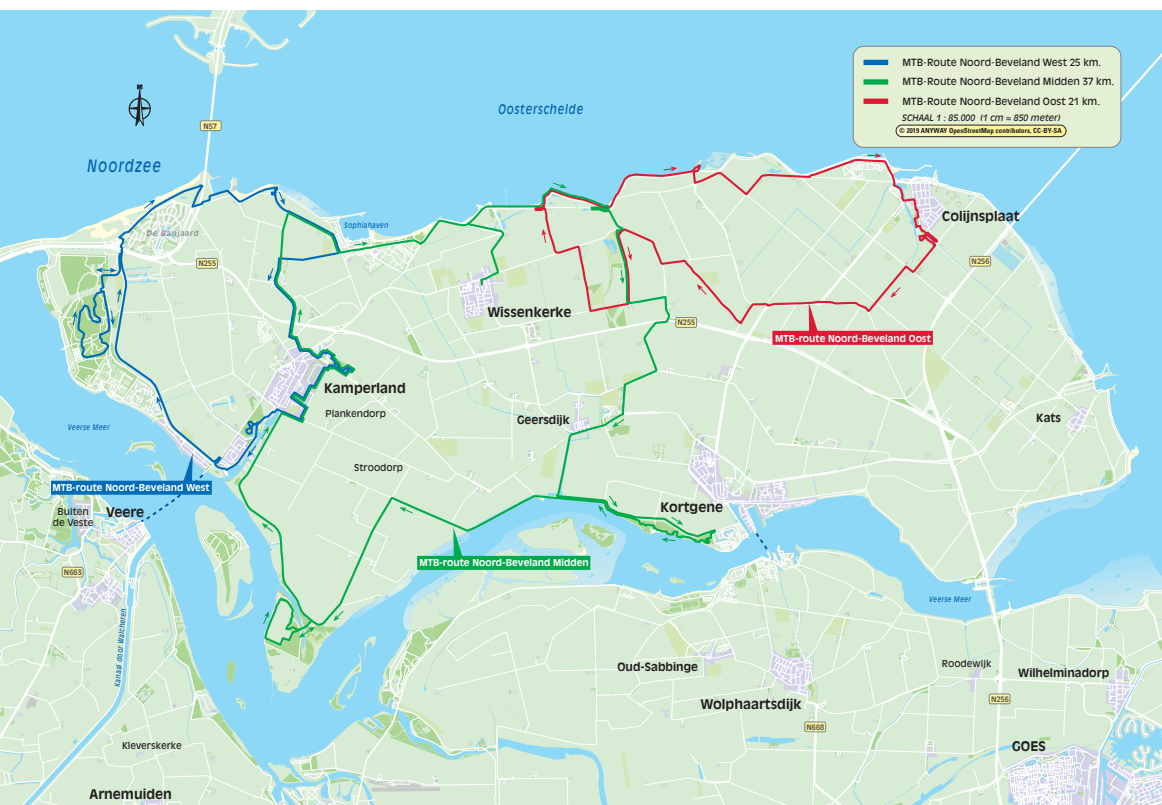 MTB-Route Noord-Beveland West 25 km.
MTB-Route Noord-Beveland Midden 37 km.
MTB-Route Noord-Beveland Oost 21 km.
SCHAAL 1 : 85.000 (1 cm = 850 meter)
© 2019 ANYWAY OpenStreetMap contributors, CC-BY-SA
N
Oosterschelde
N57
Noordzee
Colijnsplaat
Sophiahaven
De Banjaard
N255
N256
Wissenkerke
N255
MTB-route Noord-Beveland Oost
Kamperland
Plankendorp
Geersdijk
Kats
Veerse Meer
Stroodorp
MTB-route Noord-Beveland West
Kortgene
Buiten
de Veste
Veere
MTB-route Noord-Beveland Midden
N663
Veerse Meer
Kanaal door Walcheren
Oud-Sabbinge
Roodewijk
Wilhelminadorp
N256
Wolphaartsdijk
N668
Kleverskerke
GOES
Arnemuiden